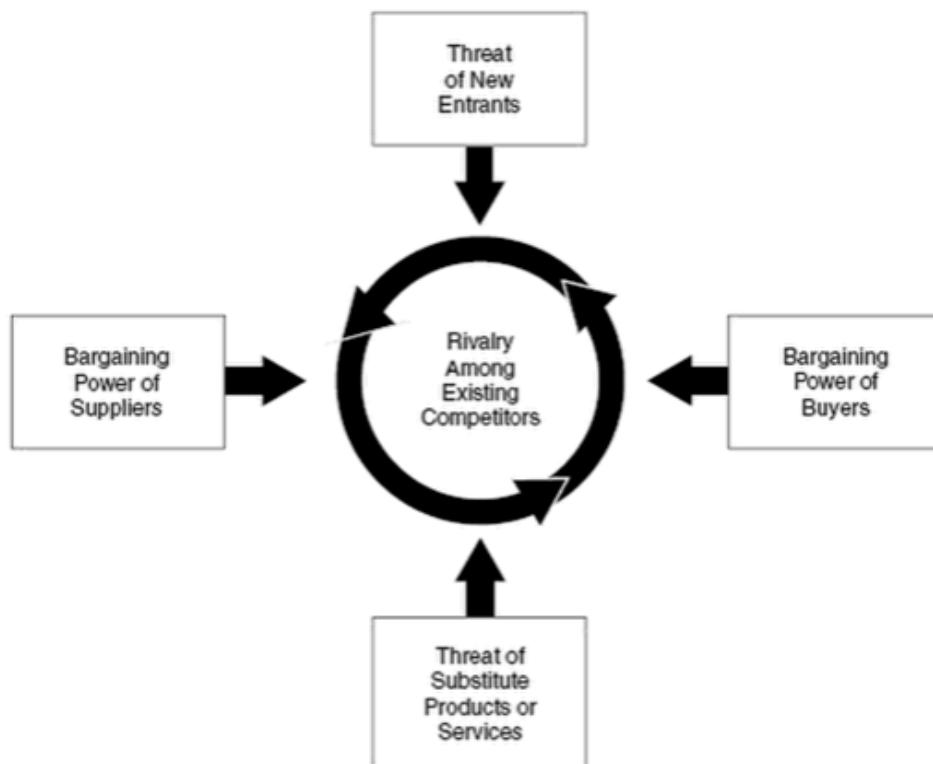 Threat
of New
Entrants
Bargaining
Power of
Suppliers
Rivalry
Among
Existing
Competitors
Bargaining
Power of
Buyers
Threat of
Substitute
Products or
Services